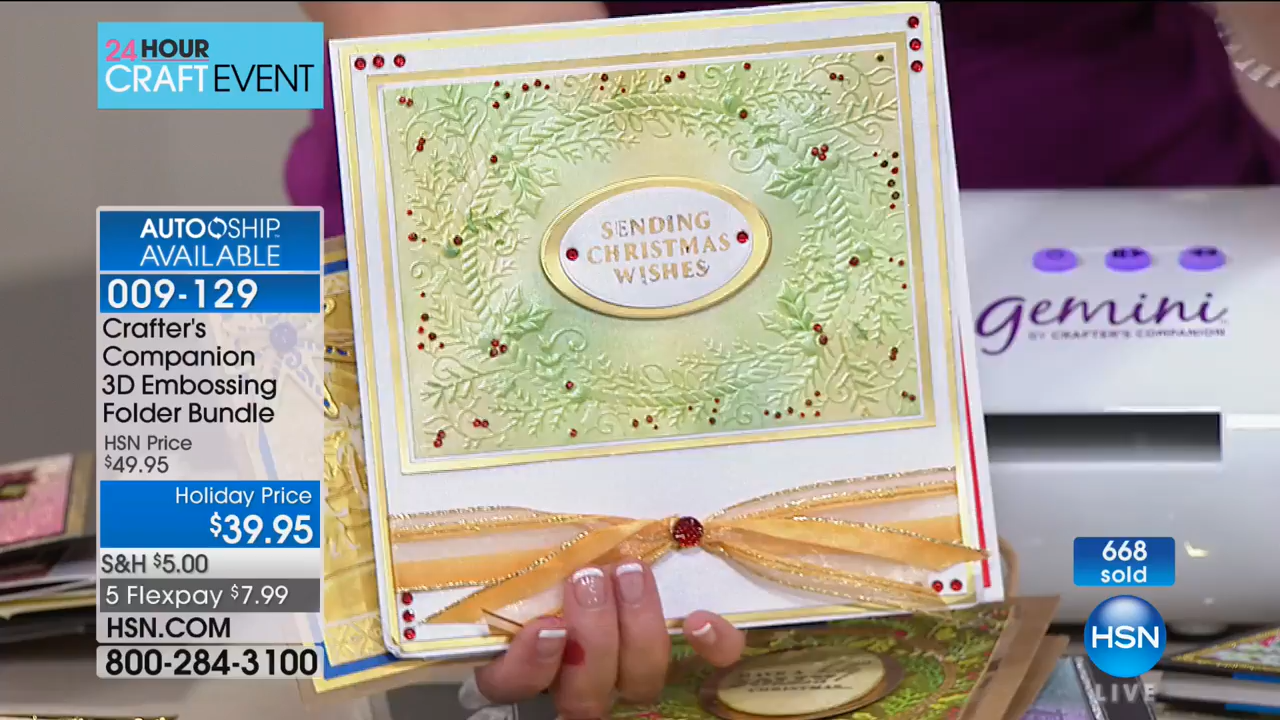 24 HOUR
CRAFT EVENT
AUTOSHIP
AVAILABLE
009-129
Crafter's
Companion
3D Embossing
Folder Bundle
HSN Price
$49.95
Holiday Price
$39.95
S&H $5.00
5 Flexpay $7.99
HSN.COM
800-284-3100
SENDING
CHRISTMAS
WISHES
gemini
BY CRAFTER'S COMPANION
668
sold
HSN
LIVE
CHRISTMAS